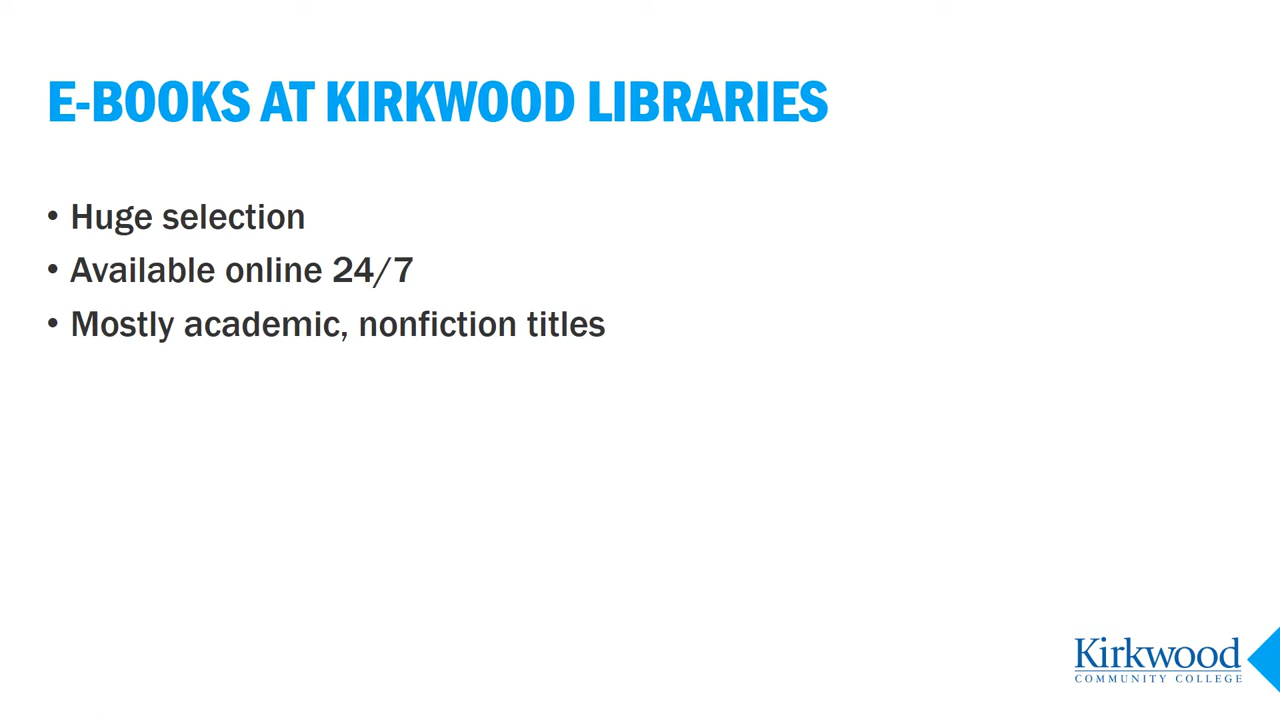 E-BOOKS AT KIRKWOOD LIBRARIES
• Huge selection
• Available online 24/7
• Mostly academic, nonfiction titles
Kirkwood
COMMUNITY COLLEGE